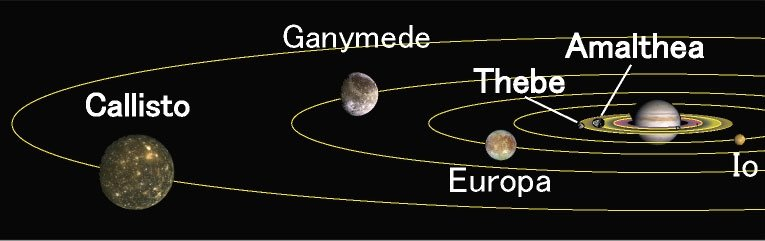 Ganymede
Amalthea
Thebe
Callisto
Europa
Io